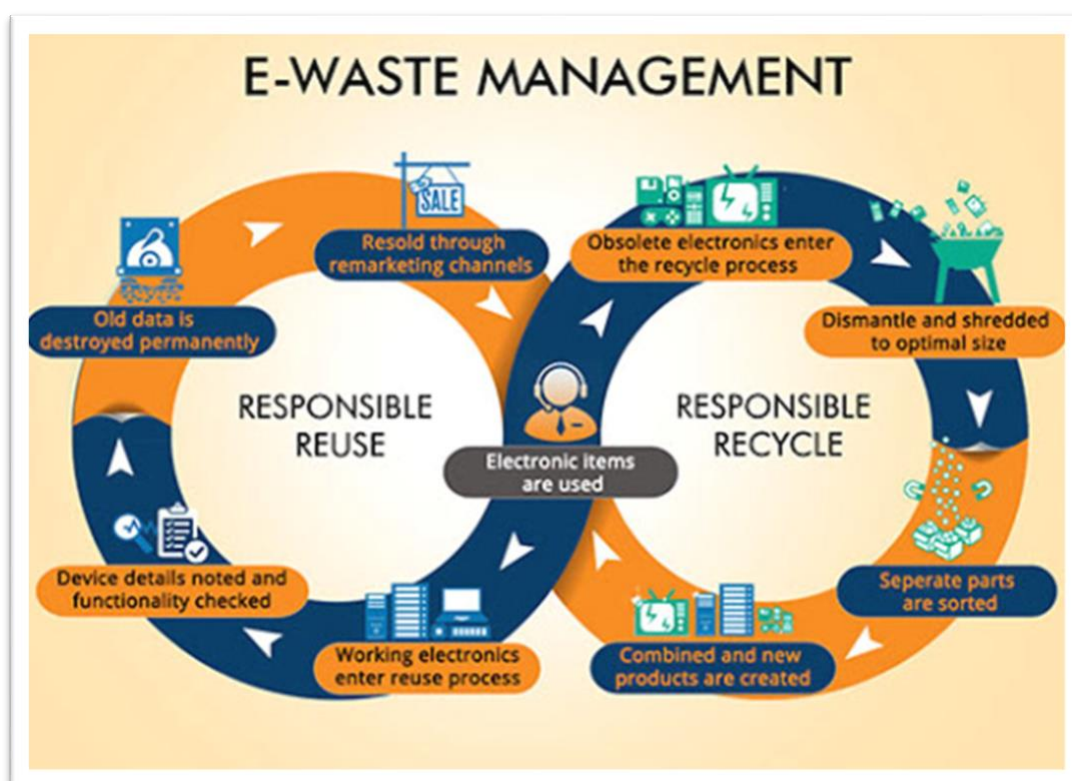 E-WASTE MANAGEMENT
SALE
Resold through
remarketing channels
Obsolete electronics enter
the recycle process
Old data is
destroyed permanently
Dismantle and shredded
to optimal size
RESPONSIBLE
REUSE
RESPONSIBLE
RECYCLE
Electronic items
are used
Device details noted and
functionality checked
Seperate parts
are sorted
Working electronics
enter reuse process
Combined and new
products are created